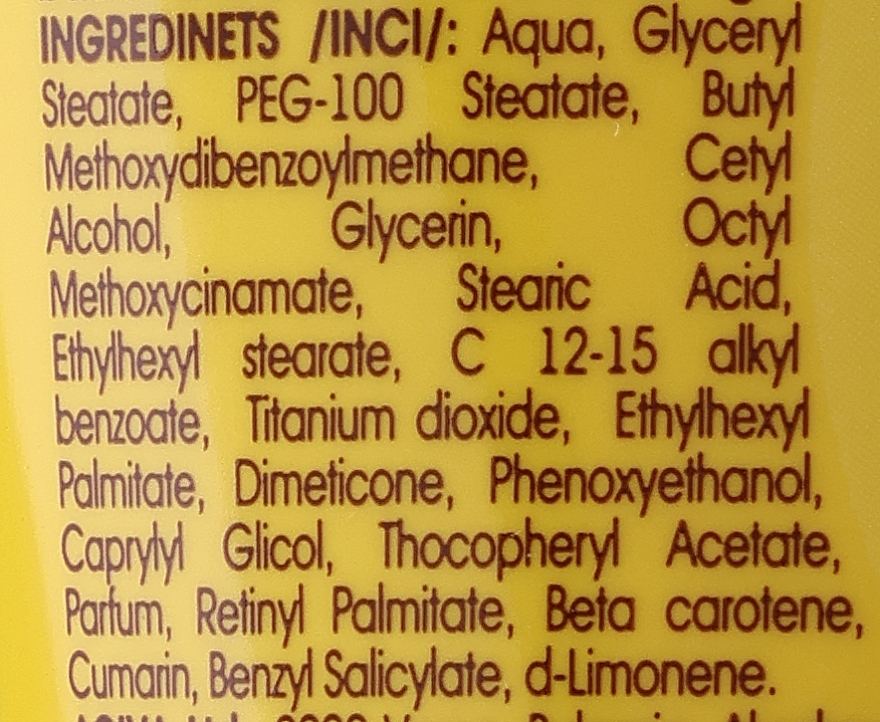 INGREDINETS /INCI/: Aqua, Glyceryl
Steatate, PEG-100 Steatate, Butyl
Methoxydibenzoylmethane, Cetyl
Alcohol, Glycerin, Octyl
Methoxycinamate, Stearic Acid,
Ethylhexyl stearate, C 12-15 alkyl
benzoate, Titanium dioxide, Ethylhexyl
Palmitate, Dimeticone, Phenoxyethanol,
Caprylyl Glicol, Thocopheryl Acetate,
Parfum, Retinyl Palmitate, Beta carotene,
Cumarin, Benzyl Salicylate, d-Limonene.